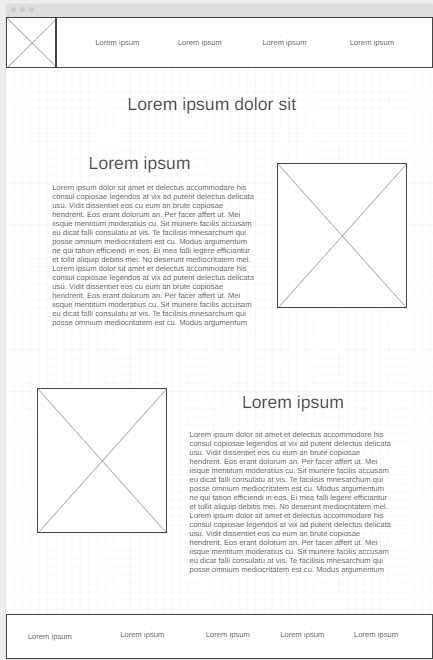 Lorem ipsum Lorem ipsum Lorem ipsum Lorem ipsum
Lorem ipsum dolor sit
Lorem ipsum
Lorem ipsum dolor sit amet et delectus accommodare his
consul copiosae legendos at vix ad putent delectus delicata
usu. Vidit dissentiet eos cu eum an brute copiosae
hendrerit. Eos erant dolorum an. Per facer affert ut. Mei
iisque mentitum moderatius cu. Sit munere facilis accusam
eu dicat falli consulatu at vis. Te facilisis mnesarchum qui
posse omnium mediocritatem est cu. Modus argumentum
ne qui tation efficiendi in eos. Ei mea falli legere efficiantur
et tollit aliquip debitis mei. No deserunt mediocritatem mel.
Lorem ipsum dolor sit amet et delectus accommodare his
consul copiosae legendos at vix ad putent delectus delicata
usu. Vidit dissentiet eos cu eum an brute copiosae
hendrerit. Eos erant dolorum an. Per facer affert ut. Mei
iisque mentitum moderatius cu. Sit munere facilis accusam
eu dicat falli consulatu at vis. Te facilisis mnesarchum qui
posse omnium mediocritatem est cu. Modus argumentum
Lorem ipsum
Lorem ipsum dolor sit amet et delectus accommodare his
consul copiosae legendos at vix ad putent delectus delicata
usu. Vidit dissentiet eos cu eum an brute copiosae
hendrerit. Eos erant dolorum an. Per facer affert ut. Mei
iisque mentitum moderatius cu. Sit munere facilis accusam
eu dicat falli consulatu at vis. Te facilisis mnesarchum qui
posse omnium mediocritatem est cu. Modus argumentum
ne qui tation efficiendi in eos. Ei mea falli legere efficiantur
et tollit aliquip debitis mei. No deserunt mediocritatem mel.
Lorem ipsum dolor sit amet et delectus accommodare his
consul copiosae legendos at vix ad putent delectus delicata
usu. Vidit dissentiet eos cu eum an brute copiosae
hendrerit. Eos erant dolorum an. Per facer affert ut. Mei
iisque mentitum moderatius cu. Sit munere facilis accusam
eu dicat falli consulatu at vis. Te facilisis mnesarchum qui
posse omnium mediocritatem est cu. Modus argumentum
Lorem ipsum Lorem ipsum Lorem ipsum Lorem ipsum Lorem ipsum